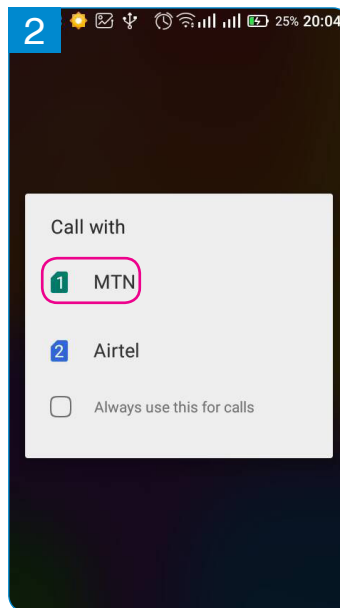 2
25% 20:04
Call with
1 MTN
2 Airtel
Always use this for calls